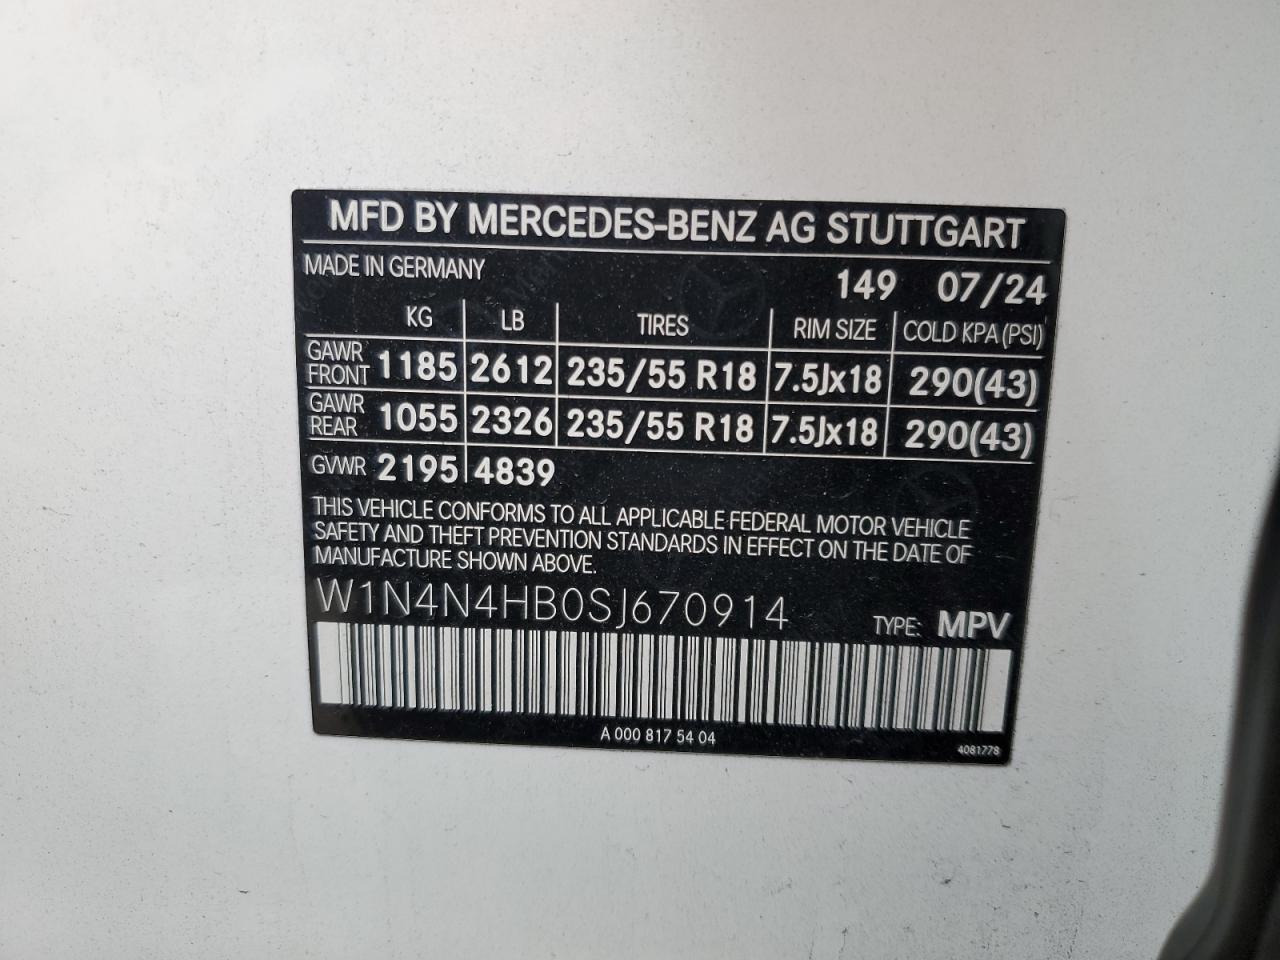 MFD BY MERCEDES-BENZ AG STUTTGART
MADE IN GERMANY 149 07/24
KG LB TIRES RIM SIZE COLD KPA(PSI)
GAWR FRONT 1185 2612 235/55 R18 7.5Jx18 290(43)
GAWR REAR 1055 2326 235/55 R18 7.5Jx18 290(43)
GVWR 2195 4839
THIS VEHICLE CONFORMS TO ALL APPLICABLE FEDERAL MOTOR VEHICLE
SAFETY AND THEFT PREVENTION STANDARDS IN EFFECT ON THE DATE OF
MANUFACTURE SHOWN ABOVE.
W1N4N4HB0SJ670914 TYPE: MPV
A 000 817 54 04
4081778